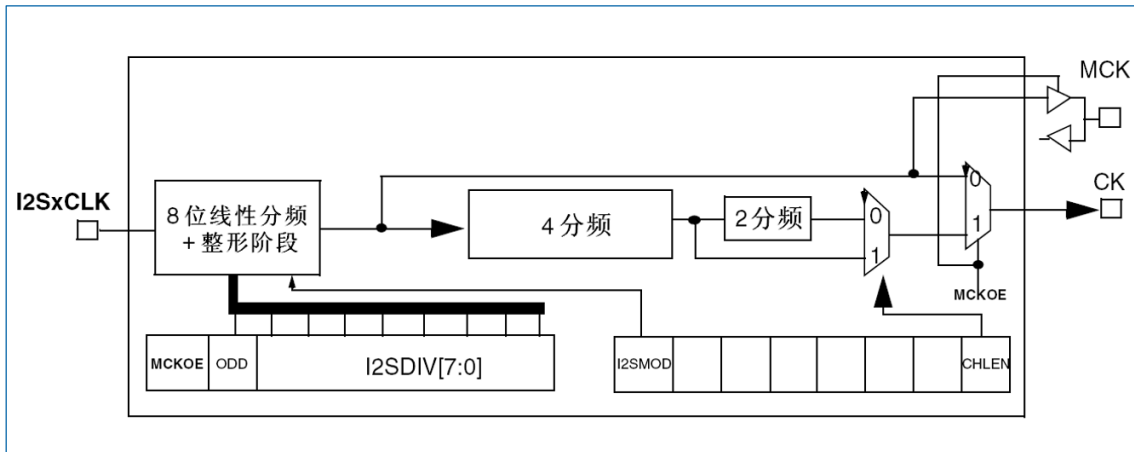 MCK
I2SxCLK
8位线性分频
+整形阶段
4分频
2分频
0
1
0
1
CK
MCKOE
MCKOE
ODD
I2SDIV[7:0]
I2SMOD
CHLEN